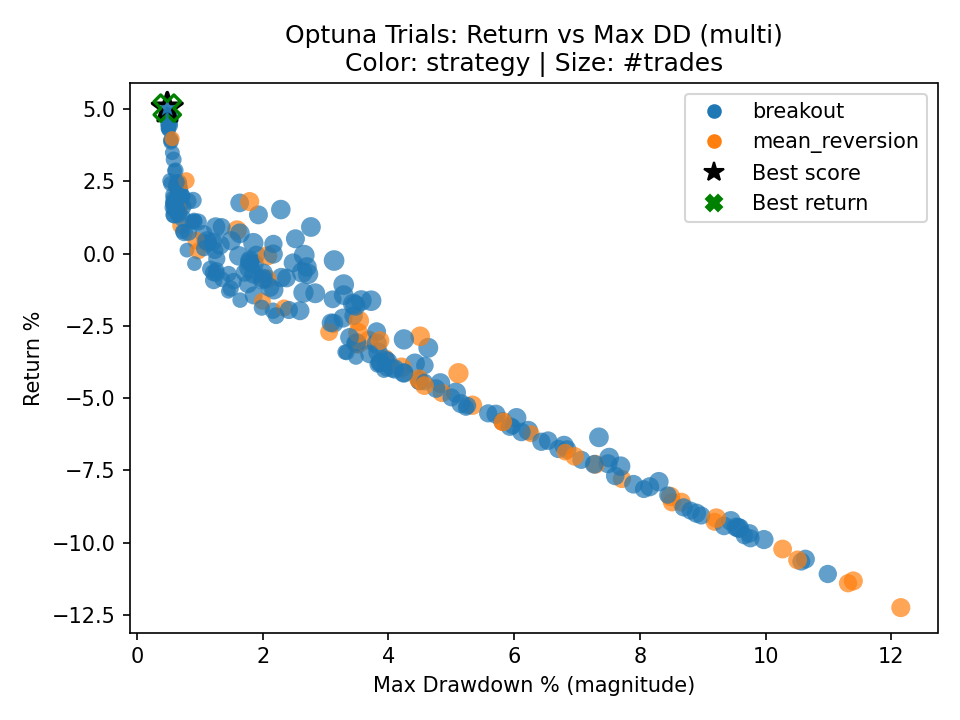 Optuna Trials: Return vs Max DD (multi)
Color: strategy | Size: #trades
breakout
mean_reversion
Best score
Best return
Return %
5.0
2.5
0.0
−2.5
−5.0
−7.5
−10.0
−12.5
0
2
4
6
8
10
12
Max Drawdown % (magnitude)